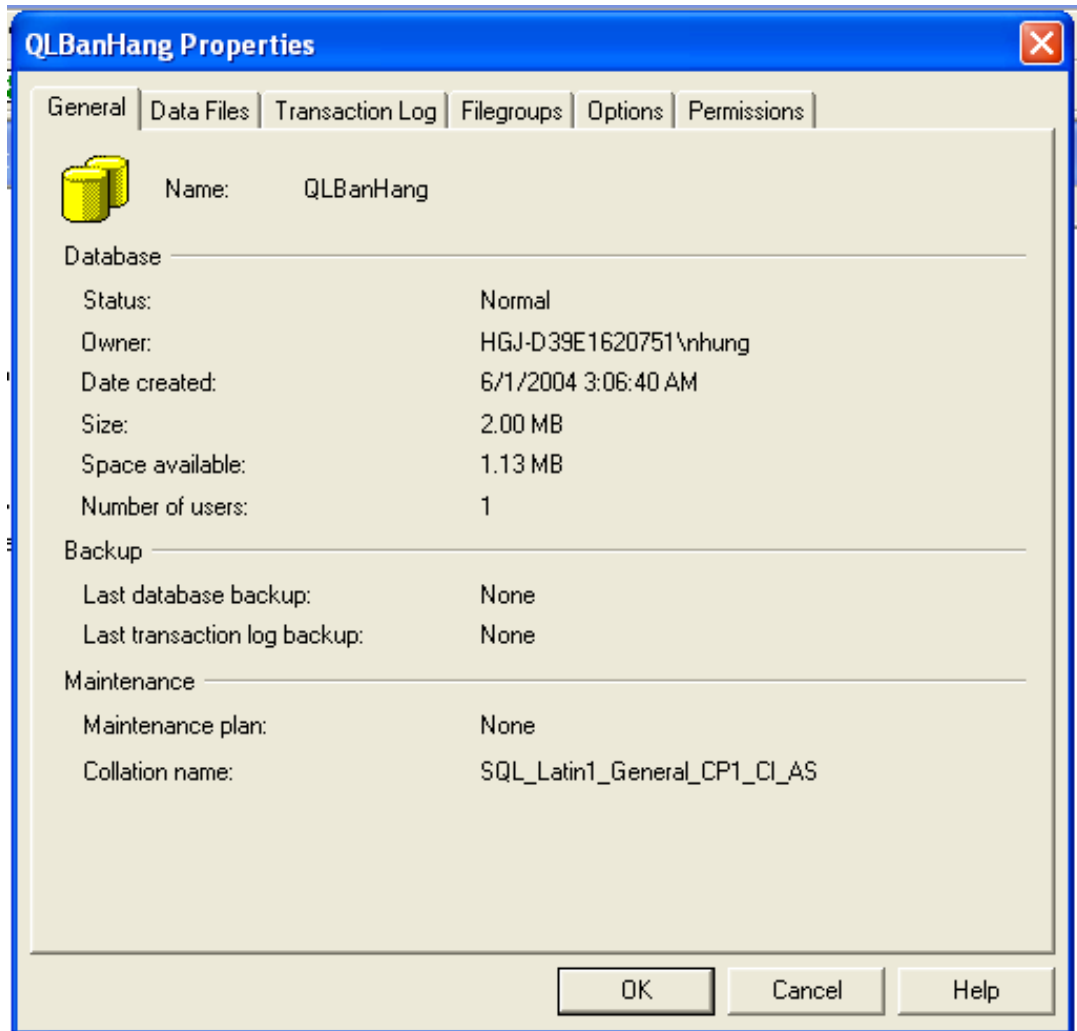 QLBanHang Properties
General Data Files Transaction Log Filegroups Options Permissions
Name: QLBanHang
Database
Status: Normal
Owner: HGJ-D39E1620751\nhung
Date created: 6/1/2004 3:06:40 AM
Size: 2.00 MB
Space available: 1.13 MB
Number of users: 1
Backup
Last database backup: None
Last transaction log backup: None
Maintenance
Maintenance plan: None
Collation name: SQL_Latin1_General_CP1_CI_AS
OK Cancel Help